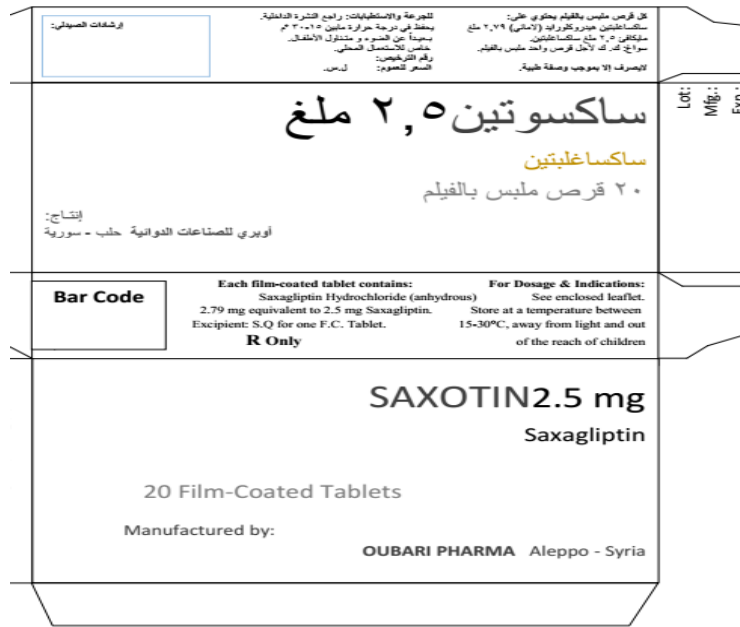 كل قرص ملبس بالفيلم يحتوي على:
ساكساغلبتين هيدروكلورايد (لامائي) ٢,٧٩ ملغ
مايكافئ ٢,٥ ملغ ساكساغلبتين.
سواغ: ك. ك لأجل قرص واحد ملبس بالفيلم.
لايصرف إلا بموجب وصفة طبية.
للجرعة والاستطبابات: راجع النشرة الداخلية.
يحفظ في درجة حرارة مابين ١٥-٣٠ °م
بعيداً عن الضوء و متناول الأطفال.
خاص للاستعمال المحلي.
رقم الترخيص:
السعر للعموم: ل.س.
إرشادات الصيدلي:
ساكسوتين ٢,٥ ملغ
ساكساغلبتين
٢٠ قرص ملبس بالفيلم
إنتاج:
أوبري للصناعات الدوائية حلب - سورية
Lot:
Mfg.:
Exp.:
Bar Code
Each film-coated tablet contains:
Saxagliptin Hydrochloride (anhydrous)
2.79 mg equivalent to 2.5 mg Saxagliptin.
Excipient: S.Q for one F.C. Tablet.
R Only
For Dosage & Indications:
See enclosed leaflet.
Store at a temperature between
15-30°C, away from light and out
of the reach of children
SAXOTIN2.5 mg
Saxagliptin
20 Film-Coated Tablets
Manufactured by:
OUBARI PHARMA Aleppo - Syria